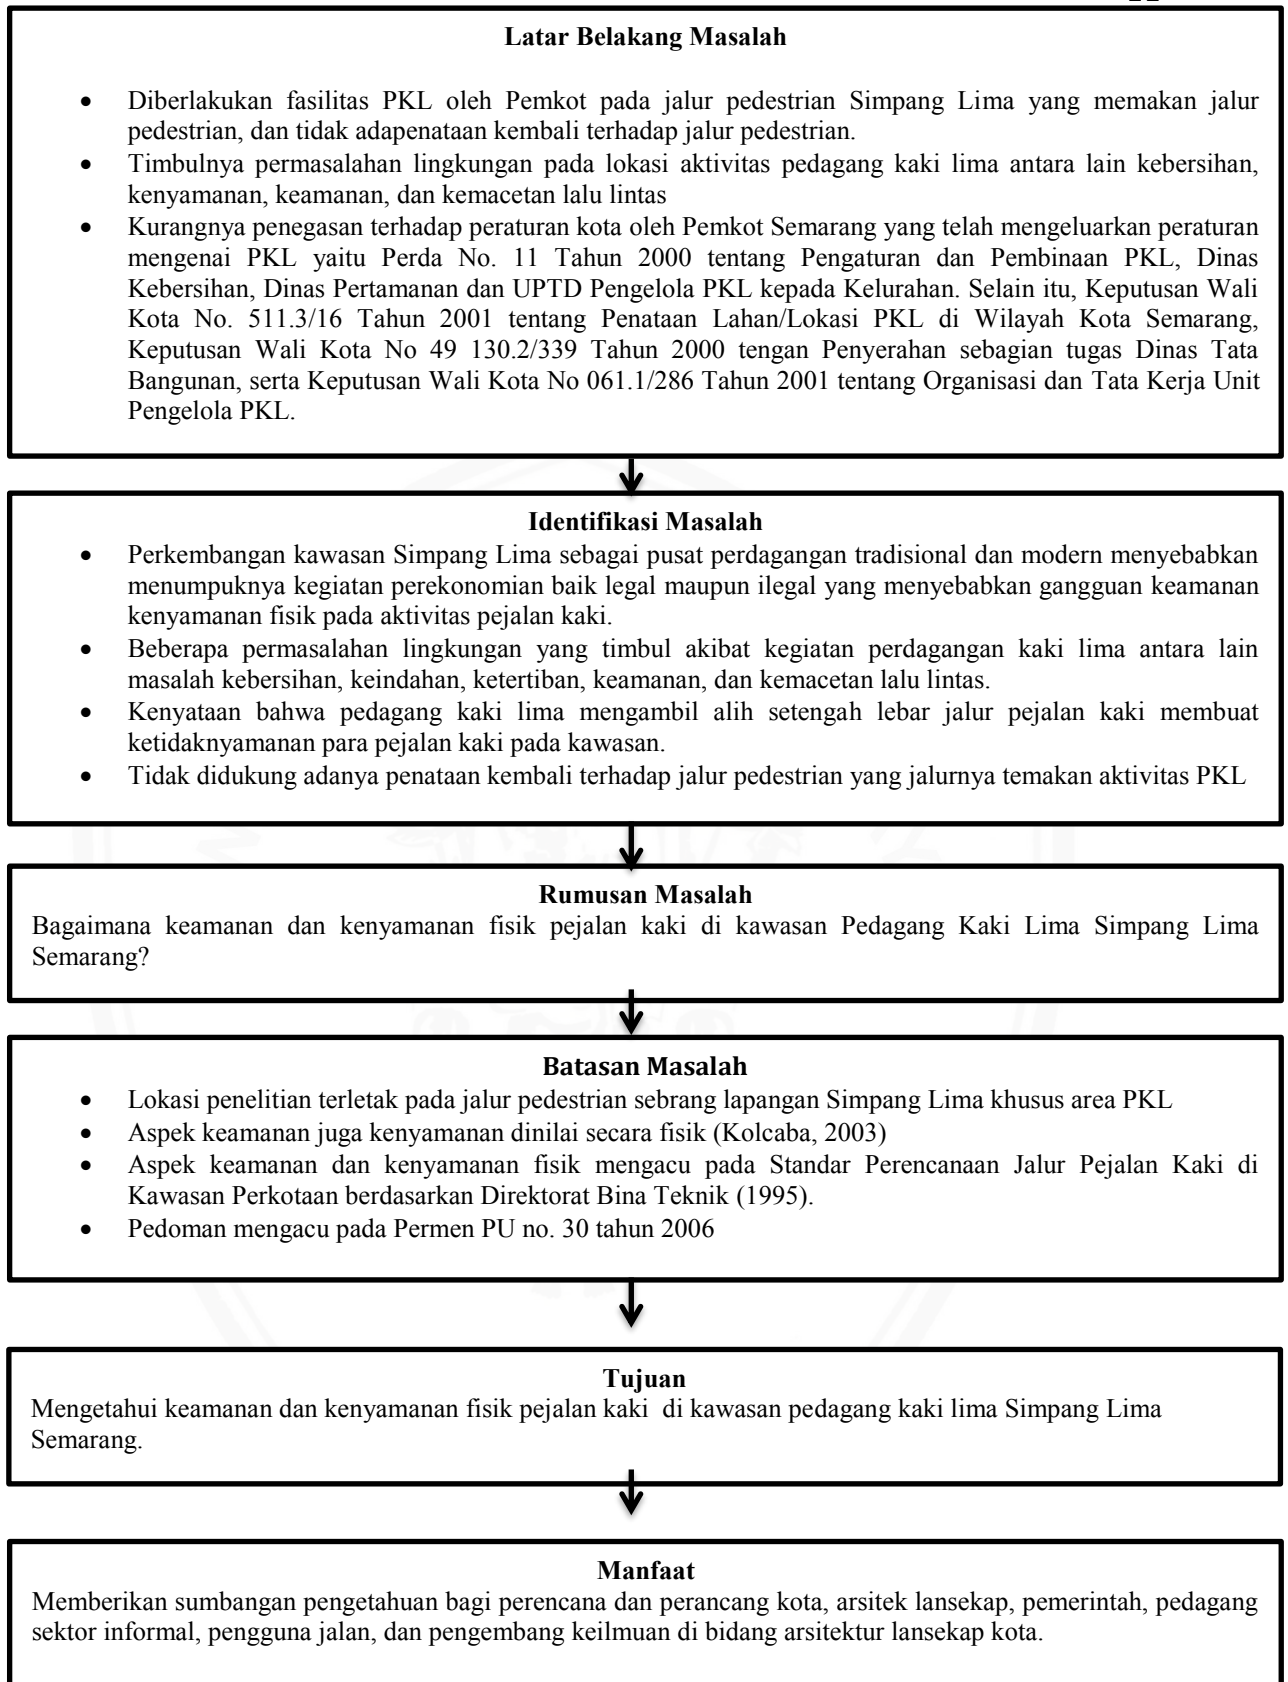 Latar Belakang Masalah
• Diberlakukan fasilitas PKL oleh Pemkot pada jalur pedestrian Simpang Lima yang memakan jalur
pedestrian, dan tidak adapenataan kembali terhadap jalur pedestrian.
• Timbulnya permasalahan lingkungan pada lokasi aktivitas pedagang kaki lima antara lain kebersihan,
kenyamanan, keamanan, dan kemacetan lalu lintas
• Kurangnya penegasan terhadap peraturan kota oleh Pemkot Semarang yang telah mengeluarkan peraturan
mengenai PKL yaitu Perda No. 11 Tahun 2000 tentang Pengaturan dan Pembinaan PKL, Dinas
Kebersihan, Dinas Pertamanan dan UPTD Pengelola PKL kepada Kelurahan. Selain itu, Keputusan Wali
Kota No. 511.3/16 Tahun 2001 tentang Penataan Lahan/Lokasi PKL di Wilayah Kota Semarang,
Keputusan Wali Kota No 49 130.2/339 Tahun 2000 tengan Penyerahan sebagian tugas Dinas Tata
Bangunan, serta Keputusan Wali Kota No 061.1/286 Tahun 2001 tentang Organisasi dan Tata Kerja Unit
Pengelola PKL.
Identifikasi Masalah
• Perkembangan kawasan Simpang Lima sebagai pusat perdagangan tradisional dan modern menyebabkan
menumpuknya kegiatan perekonomian baik legal maupun ilegal yang menyebabkan gangguan keamanan
kenyamanan fisik pada aktivitas pejalan kaki.
• Beberapa permasalahan lingkungan yang timbul akibat kegiatan perdagangan kaki lima antara lain
masalah kebersihan, keindahan, ketertiban, keamanan, dan kemacetan lalu lintas.
• Kenyataan bahwa pedagang kaki lima mengambil alih setengah lebar jalur pejalan kaki membuat
ketidaknyamanan para pejalan kaki pada kawasan.
• Tidak didukung adanya penataan kembali terhadap jalur pedestrian yang jalurnya temakan aktivitas PKL
Rumusan Masalah
Bagaimana keamanan dan kenyamanan fisik pejalan kaki di kawasan Pedagang Kaki Lima Simpang Lima
Semarang?
Batasan Masalah
• Lokasi penelitian terletak pada jalur pedestrian sebrang lapangan Simpang Lima khusus area PKL
• Aspek keamanan juga kenyamanan dinilai secara fisik (Kolcaba, 2003)
• Aspek keamanan dan kenyamanan fisik mengacu pada Standar Perencanaan Jalur Pejalan Kaki di
Kawasan Perkotaan berdasarkan Direktorat Bina Teknik (1995).
• Pedoman mengacu pada Permen PU no. 30 tahun 2006
Tujuan
Mengetahui keamanan dan kenyamanan fisik pejalan kaki di kawasan pedagang kaki lima Simpang Lima
Semarang.
Manfaat
Memberikan sumbangan pengetahuan bagi perencana dan perancang kota, arsitek lansekap, pemerintah, pedagang
sektor informal, pengguna jalan, dan pengembang keilmuan di bidang arsitektur lansekap kota.